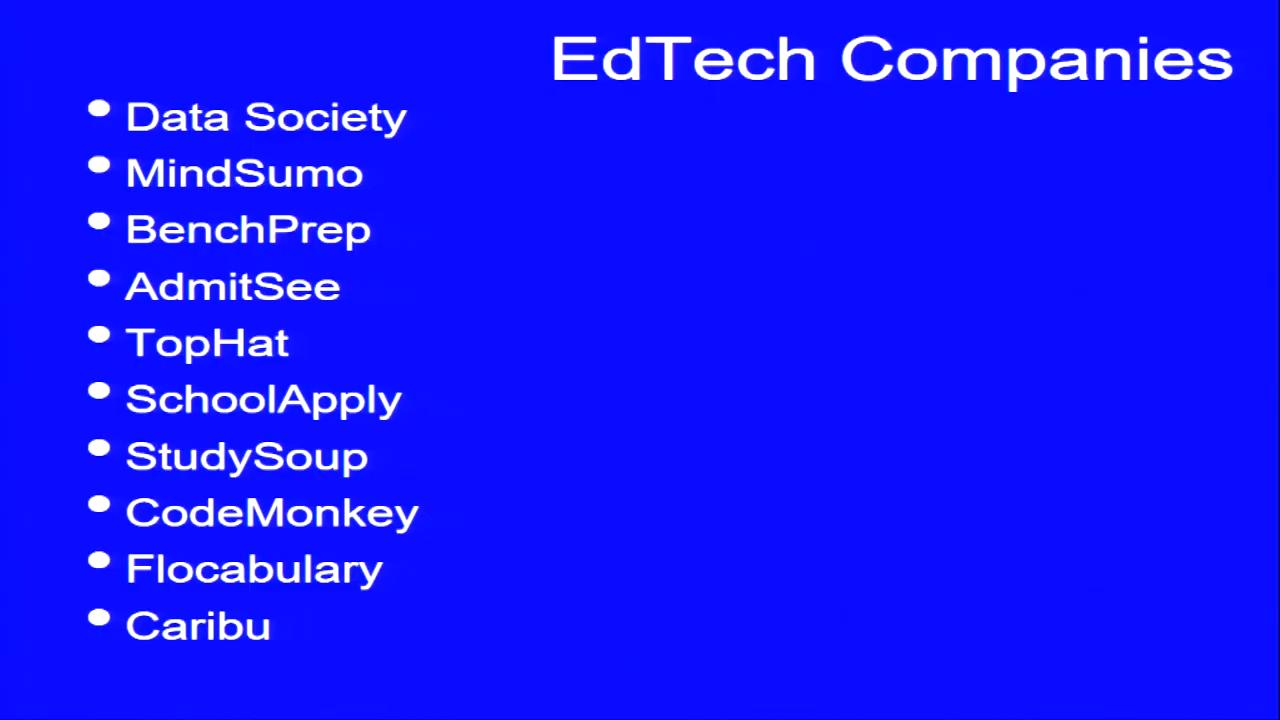 EdTech Companies
• Data Society
• MindSumo
• BenchPrep
• AdmitSee
• TopHat
• SchoolApply
• StudySoup
• CodeMonkey
• Flocabulary
• Caribu